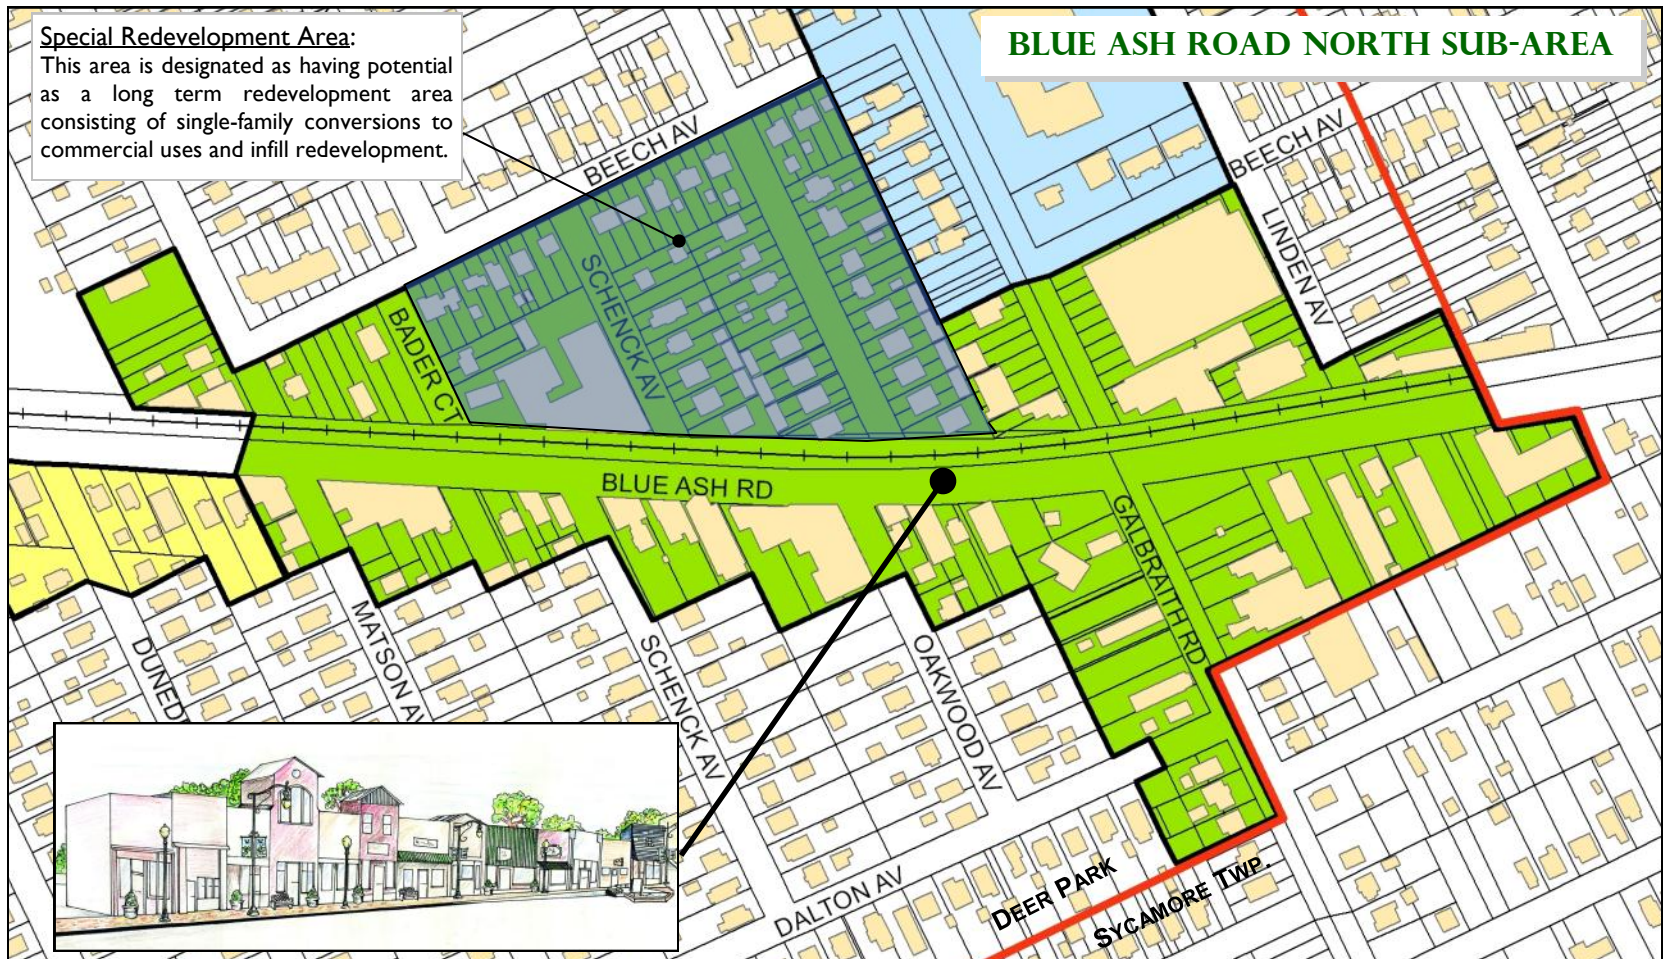 BLUE ASH ROAD NORTH SUB-AREA
Special Redevelopment Area:
This area is designated as having potential
as a long term redevelopment area
consisting of single-family conversions to
commercial uses and infill redevelopment.
BEECH AV
BEECH AV
LINDEN AV
SCHENCK AV
BADER CT
BLUE ASH RD
GALBRAITH RD
MATSON AV
SCHENCK AV
OAKWOOD AV
DALTON AV
DEER PARK
SYCAMORE TWP.